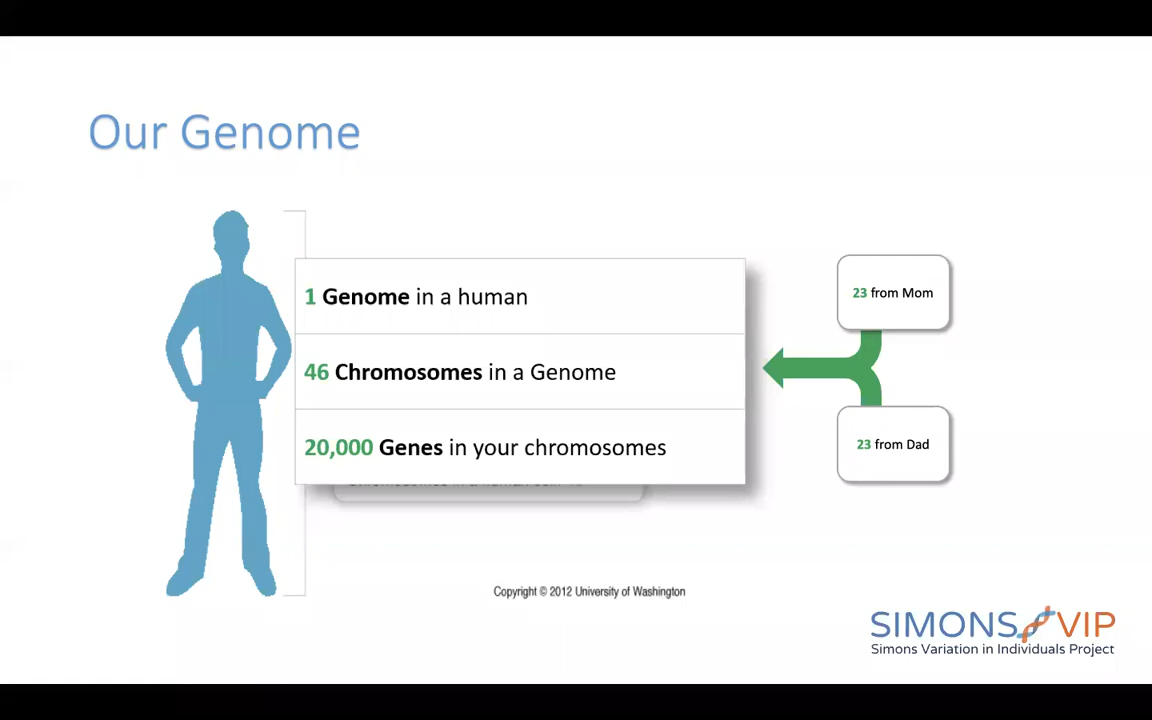 Our Genome
1 Genome in a human
46 Chromosomes in a Genome
20,000 Genes in your chromosomes
23 from Mom
23 from Dad
Copyright © 2012 University of Washington
SIMONS VIP
Simons Variation in Individuals Project